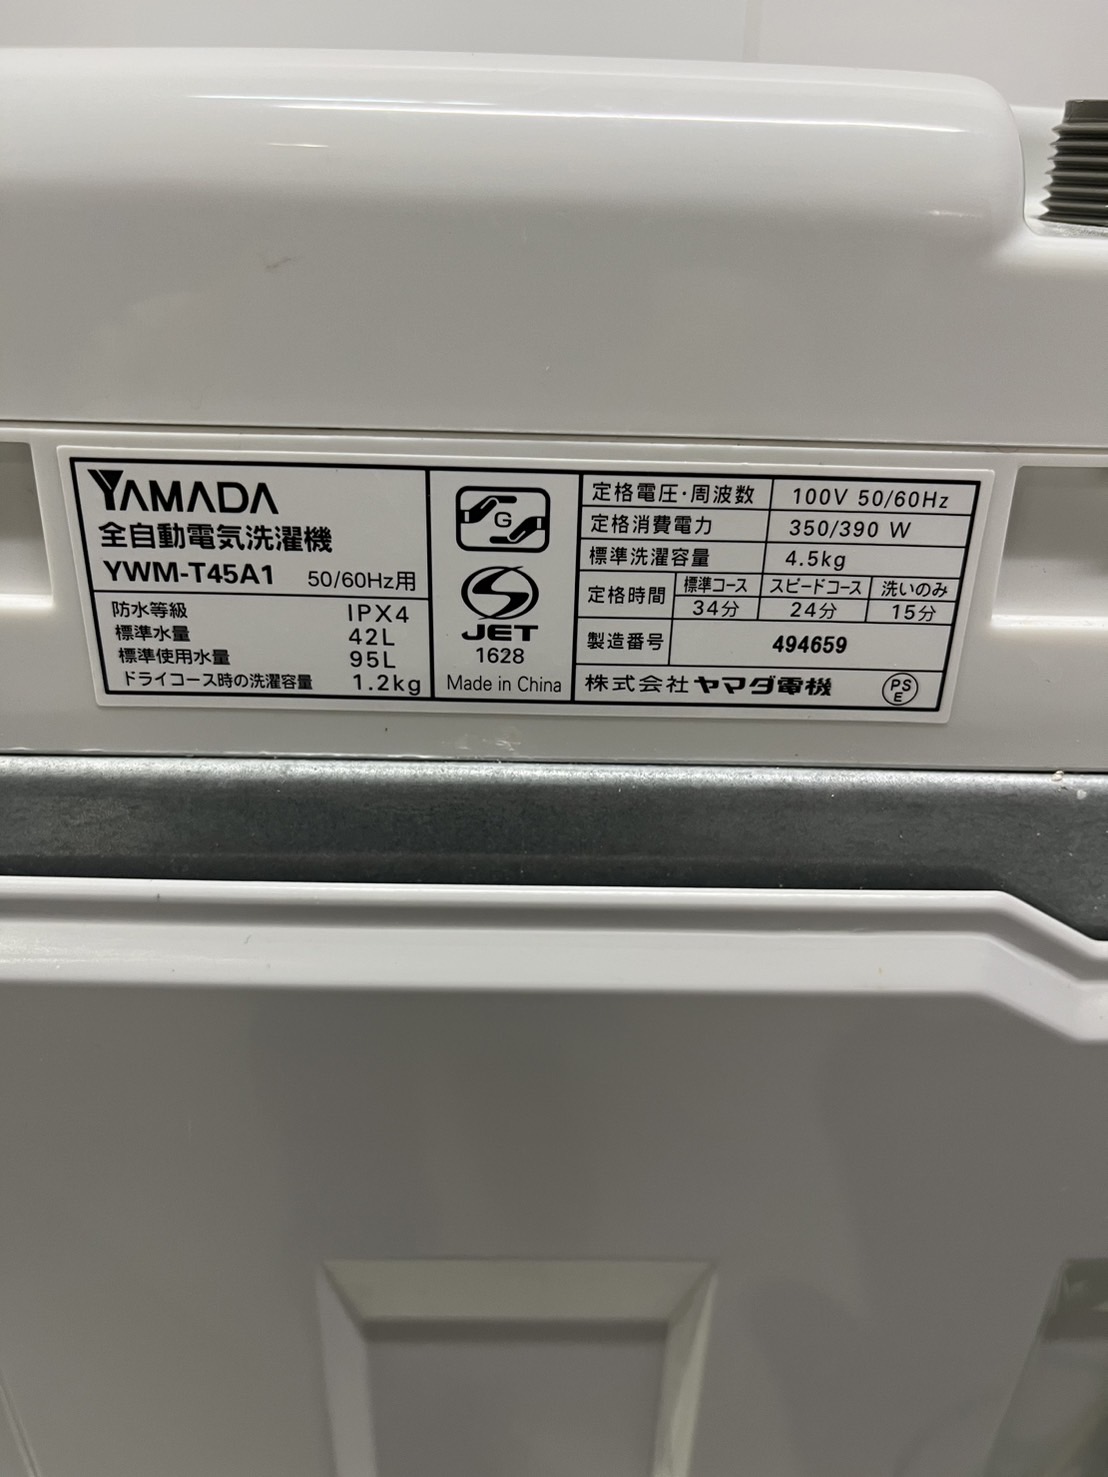 YAMADA
全自動電気洗濯機
YWM-T45A1 50/60Hz用
防水等級 IPX4
標準水量 42L
標準使用水量 95L
ドライコース時の洗濯容量 1.2kg
G
JET
1628
Made in China
定格電圧・周波数 100V 50/60Hz
定格消費電力 350/390 W
標準洗濯容量 4.5kg
定格時間 標準コース スピードコース 洗いのみ
34分 24分 15分
製造番号 494659
株式会社ヤマダ電機 PSE